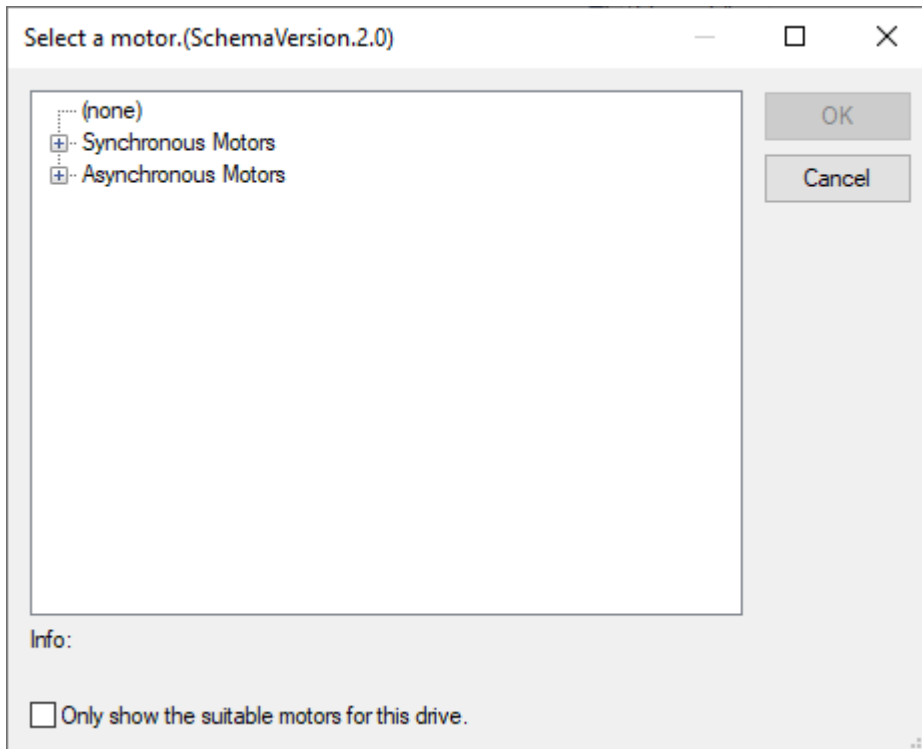 Select a motor.(SchemaVersion.2.0)
(none)
OK
Synchronous Motors
Asynchronous Motors
Cancel
Info:
Only show the suitable motors for this drive.